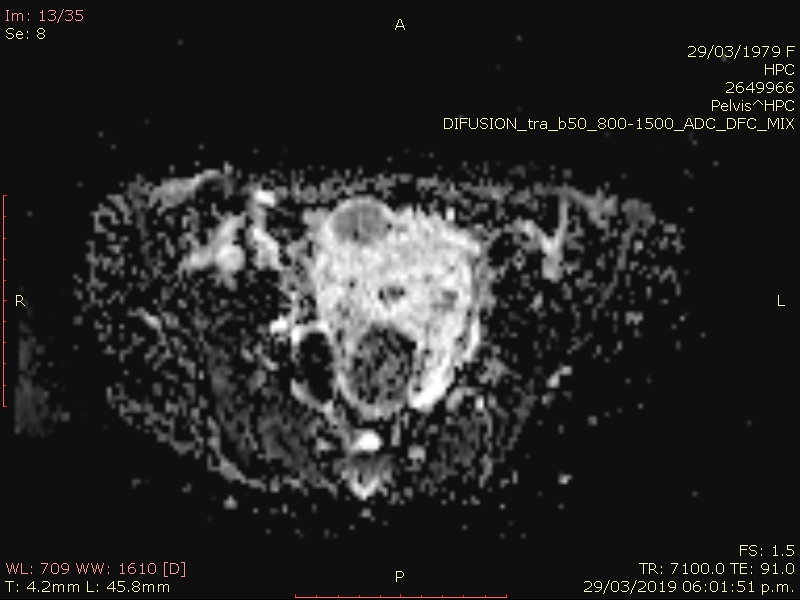 Im: 13/35
Se: 8
A
29/03/1979 F
HPC
2649966
Pelvis^HPC
DIFUSION_tra_b50_800-1500_ADC_DFC_MIX
R
L
FS: 1.5
WL: 709 WW: 1610 [D]
TR: 7100.0 TE: 91.0
T: 4.2mm L: 45.8mm
P
29/03/2019 06:01:51 p.m.